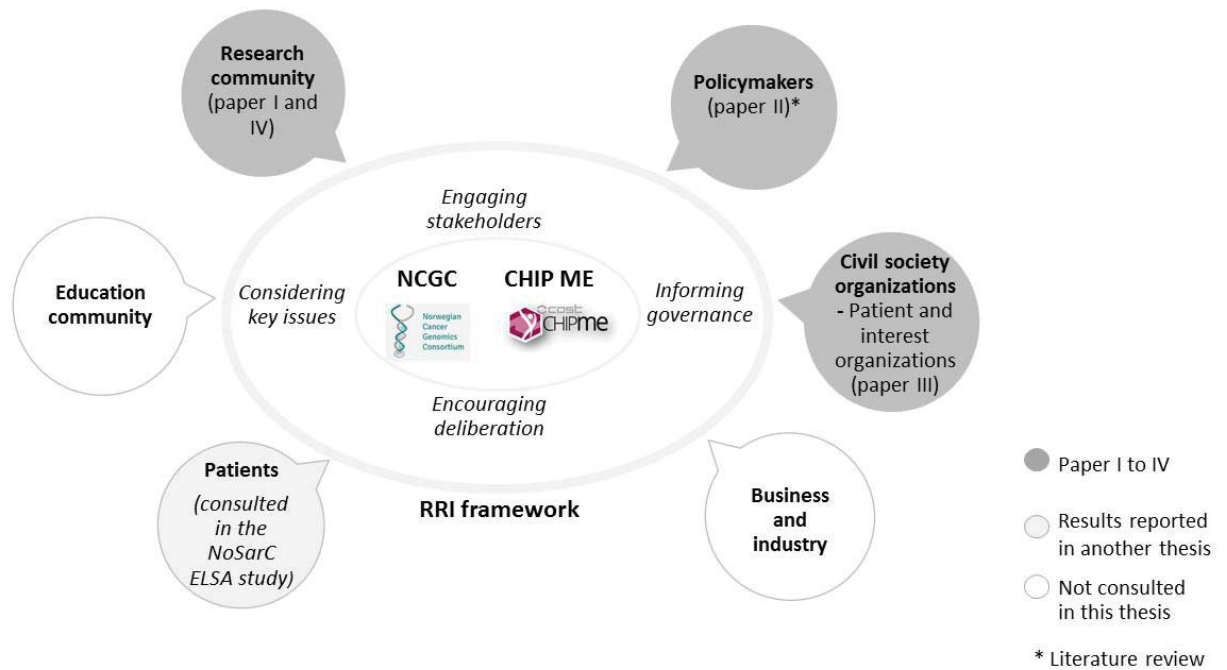 Research
community
(paper I and
IV)
Policymakers
(paper II)*
Engaging
stakeholders
Education
community
Considering
key issues
NCGC
Norwegian
Cancer
Genomics
Consortium
CHIP ME
cost
CHIPme
Informing
governance
Civil society
organizations
- Patient and
interest
organizations
(paper III)
Encouraging
deliberation
Patients
(consulted
in the
NoSarC
ELSA study)
RRI framework
Business
and
industry
Paper I to IV
Results reported
in another thesis
Not consulted
in this thesis
* Literature review